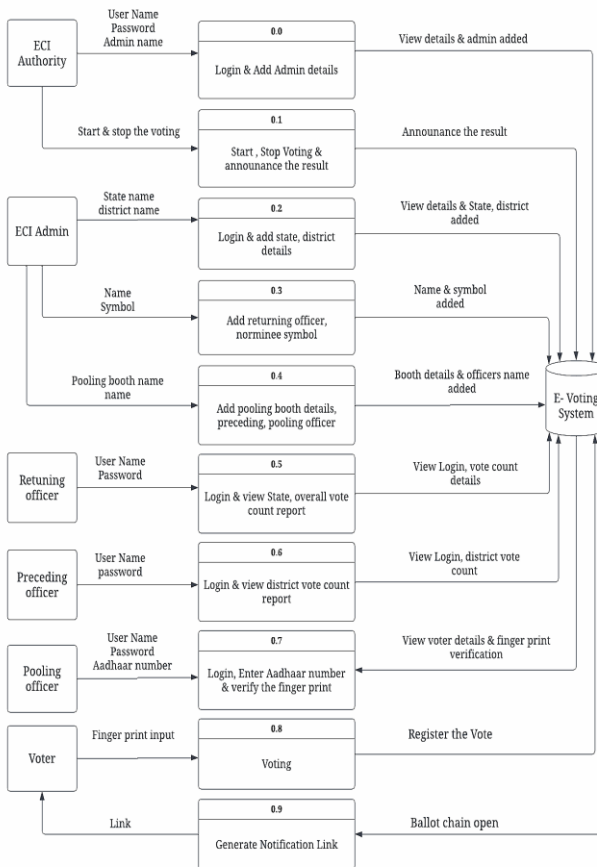 User Name
Password
Admin name
ECI
Authority
0.0
Login & Add Admin details
View details & admin added
Start & stop the voting
0.1
Start , Stop Voting &
announance the result
Announance the result
State name
district name
ECI Admin
0.2
Login & add state, district
details
View details & State, district
added
Name
Symbol
0.3
Add returning officer,
norminee symbol
Name & symbol
added
Pooling booth name
name
0.4
Add pooling booth details,
preceding, pooling officer
Booth details & officers name
added
E- Voting
System
Retuning
officer
User Name
Password
0.5
Login & view State, overall vote
count report
View Login, vote count
details
Preceding
officer
User Name
password
0.6
Login & view district vote count
report
View Login, district vote
count
Pooling
officer
User Name
Password
Aadhaar number
0.7
Login, Enter Aadhaar number
& verify the finger print
View voter details & finger print
verification
Voter
Finger print input
0.8
Voting
Register the Vote
Link
0.9
Generate Notification Link
Ballot chain open